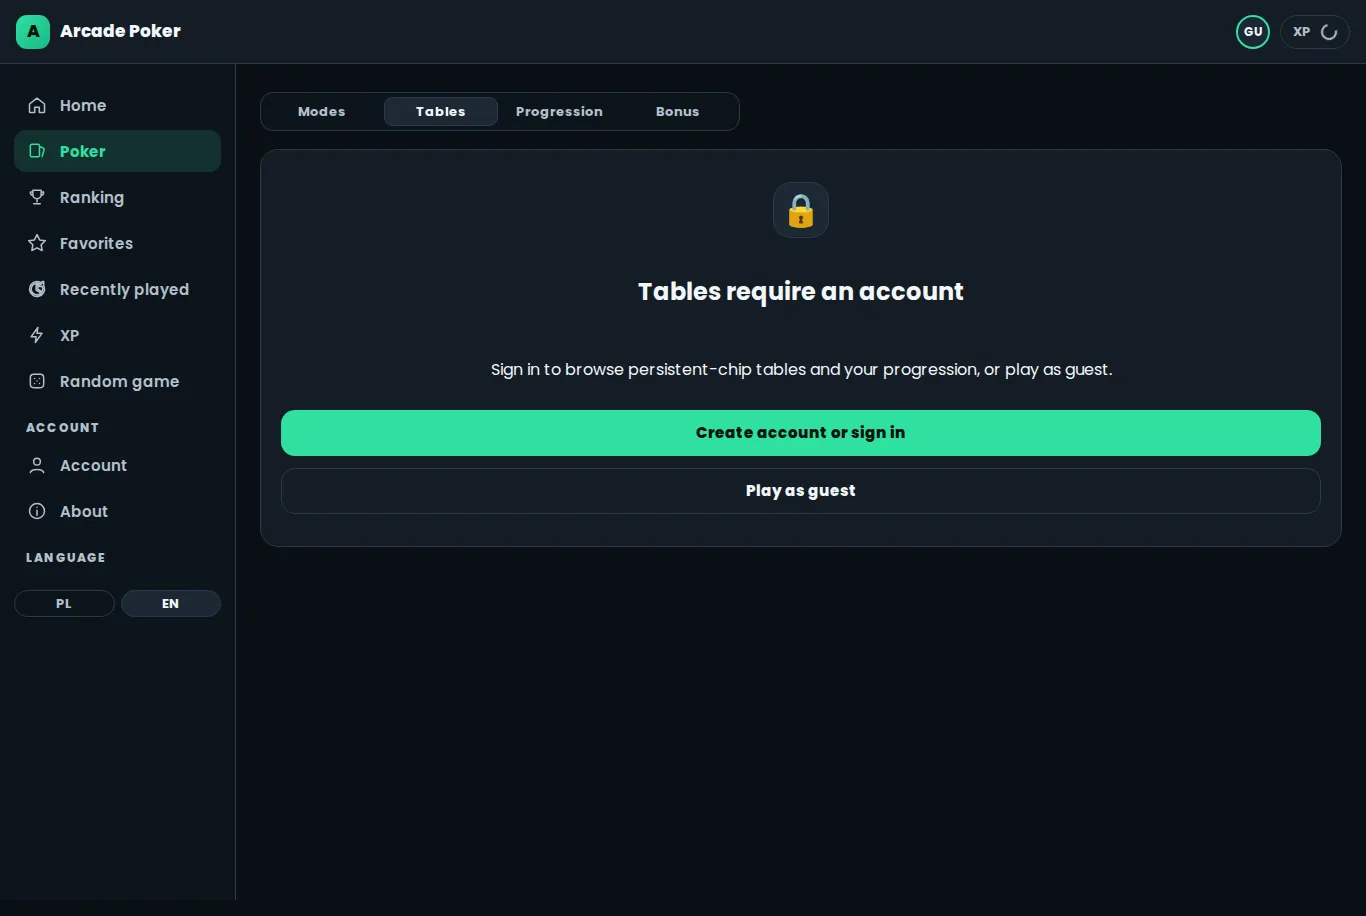 A
Arcade Poker
GU
XP
Home
Poker
Ranking
Favorites
Recently played
XP
Random game
ACCOUNT
Account
About
LANGUAGE
PL
EN
Modes
Tables
Progression
Bonus
Tables require an account
Sign in to browse persistent-chip tables and your progression, or play as guest.
Create account or sign in
Play as guest